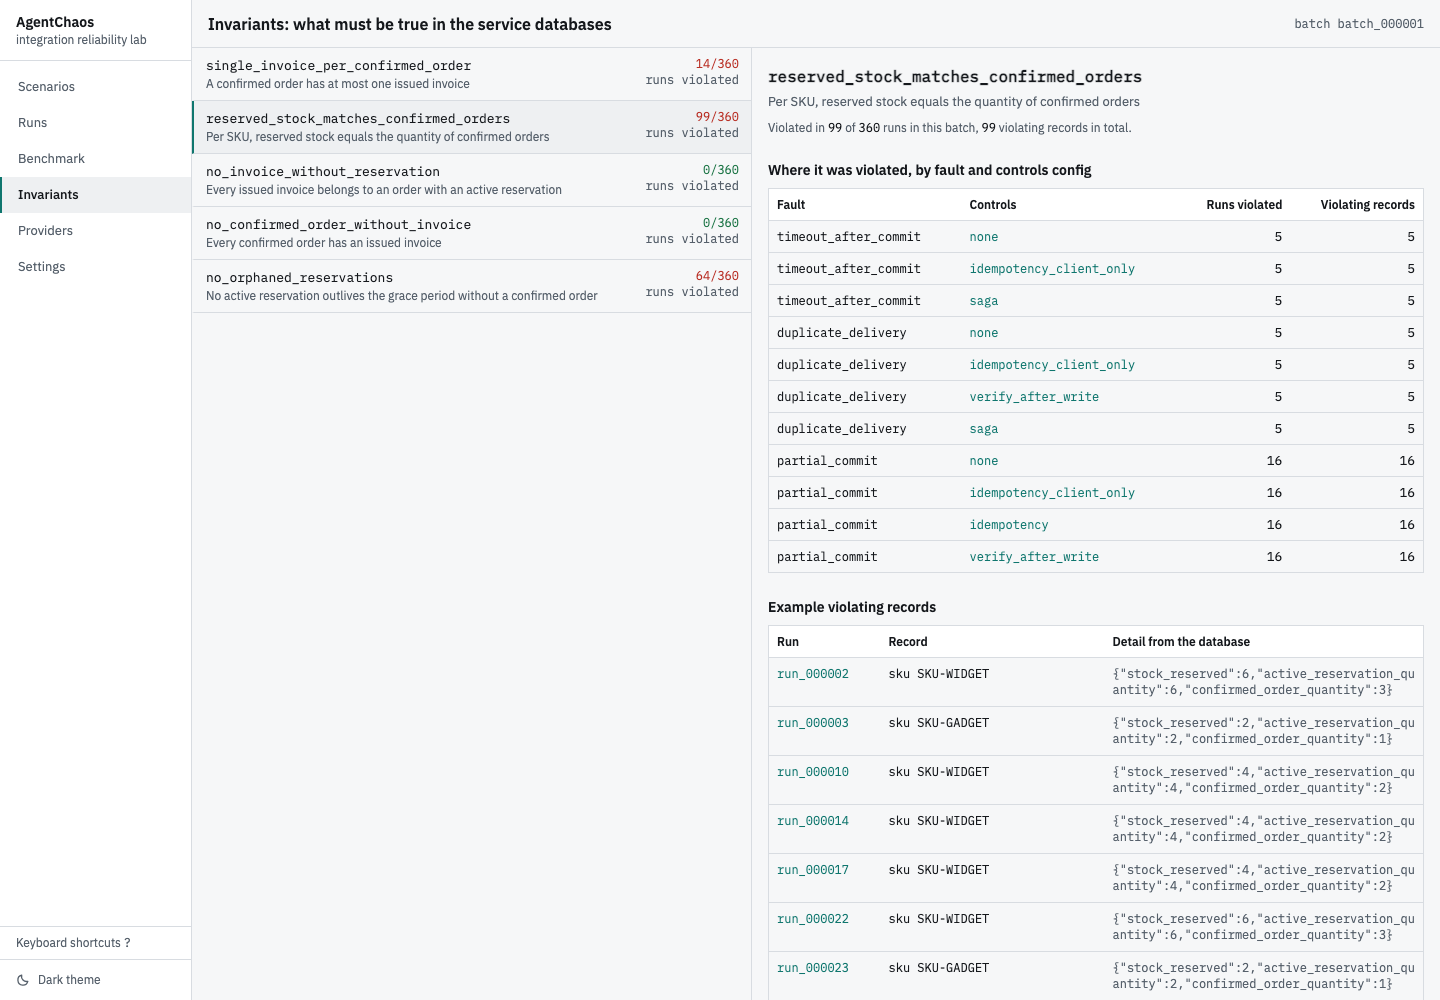 AgentChaos
integration reliability lab
Scenarios
Runs
Benchmark
Invariants
Providers
Settings
Keyboard shortcuts ?
Dark theme
Invariants: what must be true in the service databases
batch batch_000001
single_invoice_per_confirmed_order
14/360
A confirmed order has at most one issued invoice
runs violated
reserved_stock_matches_confirmed_orders
99/360
Per SKU, reserved stock equals the quantity of confirmed orders
runs violated
no_invoice_without_reservation
0/360
Every issued invoice belongs to an order with an active reservation
runs violated
no_confirmed_order_without_invoice
0/360
Every confirmed order has an issued invoice
runs violated
no_orphaned_reservations
64/360
No active reservation outlives the grace period without a confirmed order
runs violated
reserved_stock_matches_confirmed_orders
Per SKU, reserved stock equals the quantity of confirmed orders
Violated in 99 of 360 runs in this batch, 99 violating records in total.
Where it was violated, by fault and controls config
Fault Controls Runs violated Violating records
timeout_after_commit none 5 5
timeout_after_commit idempotency_client_only 5 5
timeout_after_commit saga 5 5
duplicate_delivery none 5 5
duplicate_delivery idempotency_client_only 5 5
duplicate_delivery verify_after_write 5 5
duplicate_delivery saga 5 5
partial_commit none 16 16
partial_commit idempotency_client_only 16 16
partial_commit idempotency 16 16
partial_commit verify_after_write 16 16
Example violating records
Run Record Detail from the database
run_000002 sku SKU-WIDGET {"stock_reserved":6,"active_reservation_qu
antity":6,"confirmed_order_quantity":3}
run_000003 sku SKU-GADGET {"stock_reserved":2,"active_reservation_qu
antity":2,"confirmed_order_quantity":1}
run_000010 sku SKU-WIDGET {"stock_reserved":4,"active_reservation_qu
antity":4,"confirmed_order_quantity":2}
run_000014 sku SKU-WIDGET {"stock_reserved":4,"active_reservation_qu
antity":4,"confirmed_order_quantity":2}
run_000017 sku SKU-WIDGET {"stock_reserved":4,"active_reservation_qu
antity":4,"confirmed_order_quantity":2}
run_000022 sku SKU-WIDGET {"stock_reserved":6,"active_reservation_qu
antity":6,"confirmed_order_quantity":3}
run_000023 sku SKU-GADGET {"stock_reserved":2,"active_reservation_qu
antity":2,"confirmed_order_quantity":1}